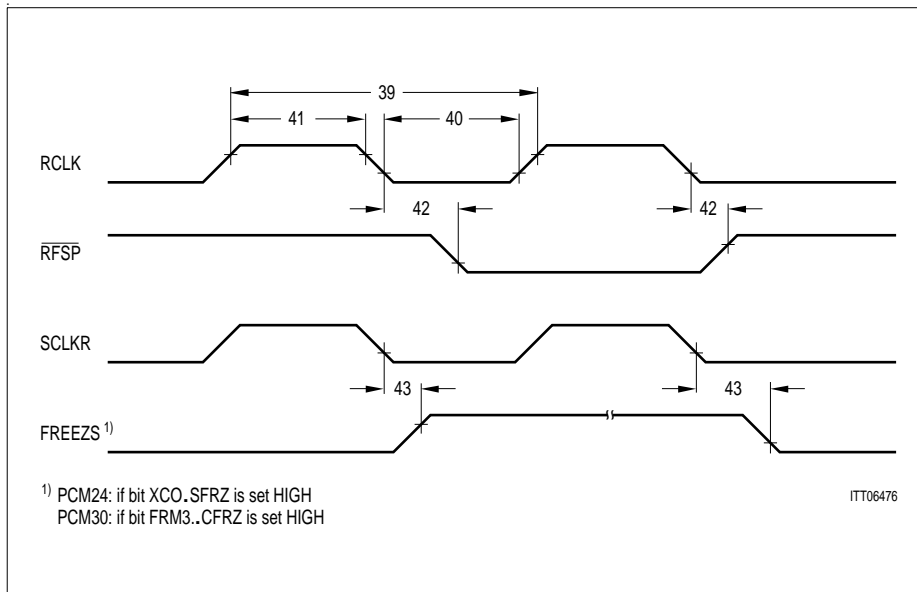 39
41
40
RCLK
42
42
RFSP
SCLKR
43
43
FREEZS 1)
1) PCM24: if bit XCO.SFRZ is set HIGH
PCM30: if bit FRM3..CFRZ is set HIGH
ITT06476